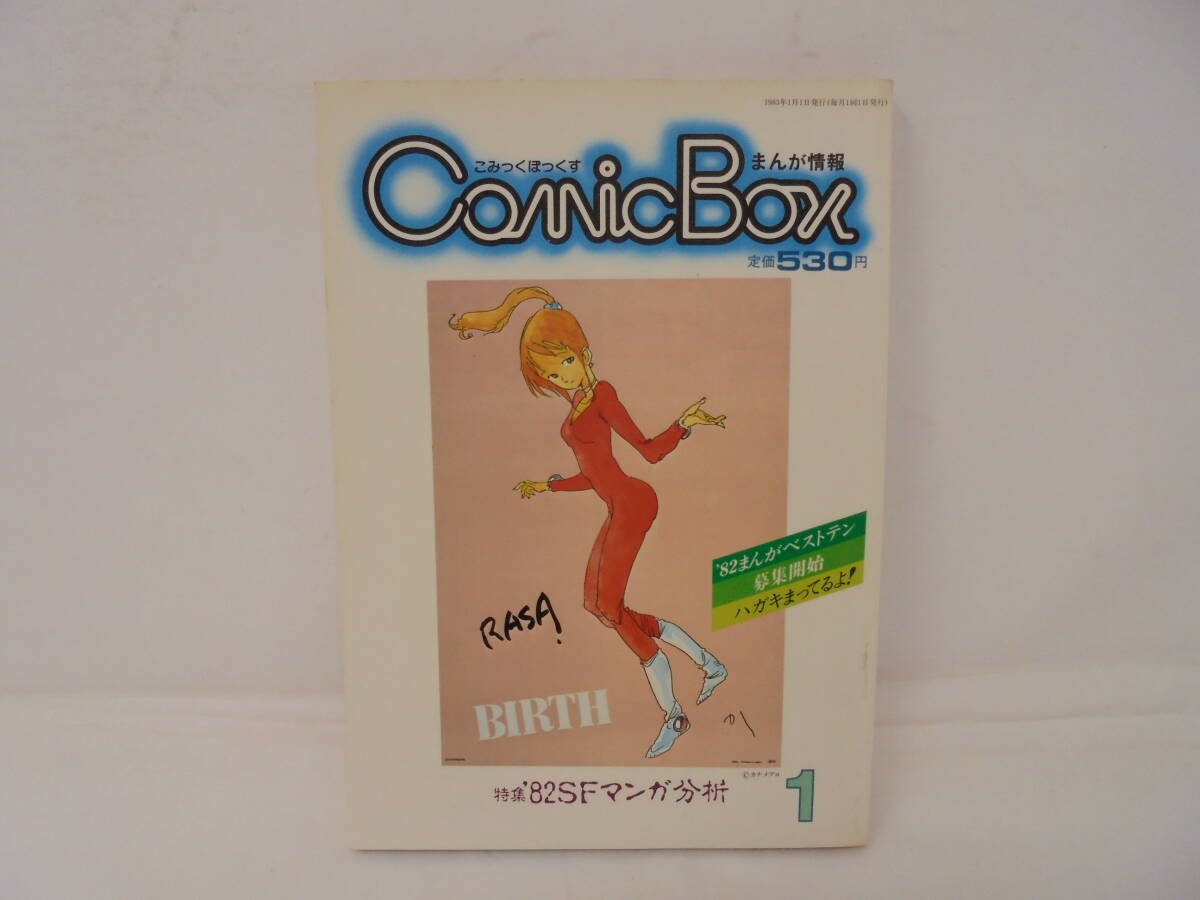 1983年1月1日発行(毎月1回1日発行)
こみっくぼっくす
まんが情報
ComicBox
定価530円
'82まんがベストテン
募集開始
ハガキまってるよ!
RASA!
BIRTH
©カナメプロ
特集'82SFマンガ分析
1